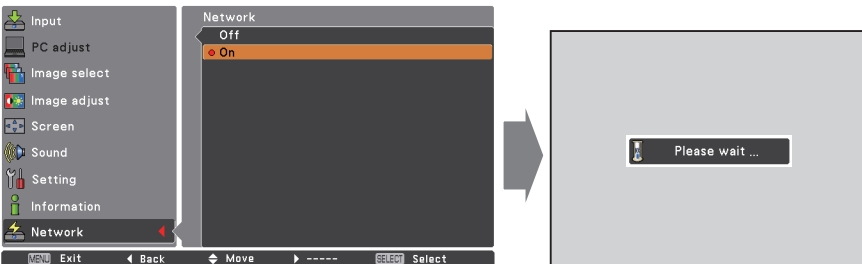 Input
PC adjust
Image select
Image adjust
Screen
Sound
Setting
Information
Network
Network
Off
On
MENU Exit Back Move ----- SELECT Select
Please wait ...